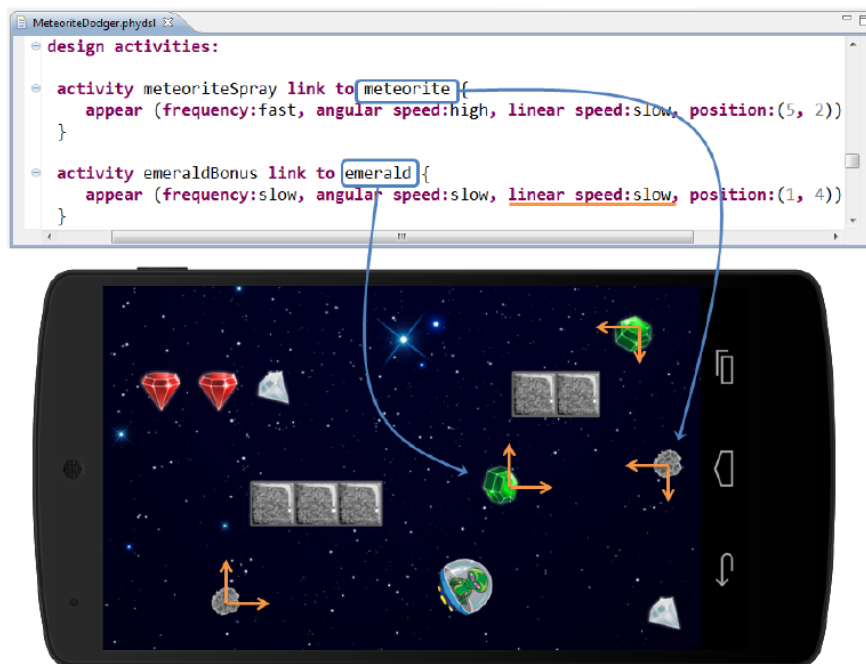 MeteoriteDodger.phydsl
design activities:
activity meteoriteSpray link to meteorite {
appear (frequency:fast, angular speed:high, linear speed:slow, position:(5, 2))
}
activity emeraldBonus link to emerald {
appear (frequency:slow, angular speed:slow, linear speed:slow, position:(1, 4))
}